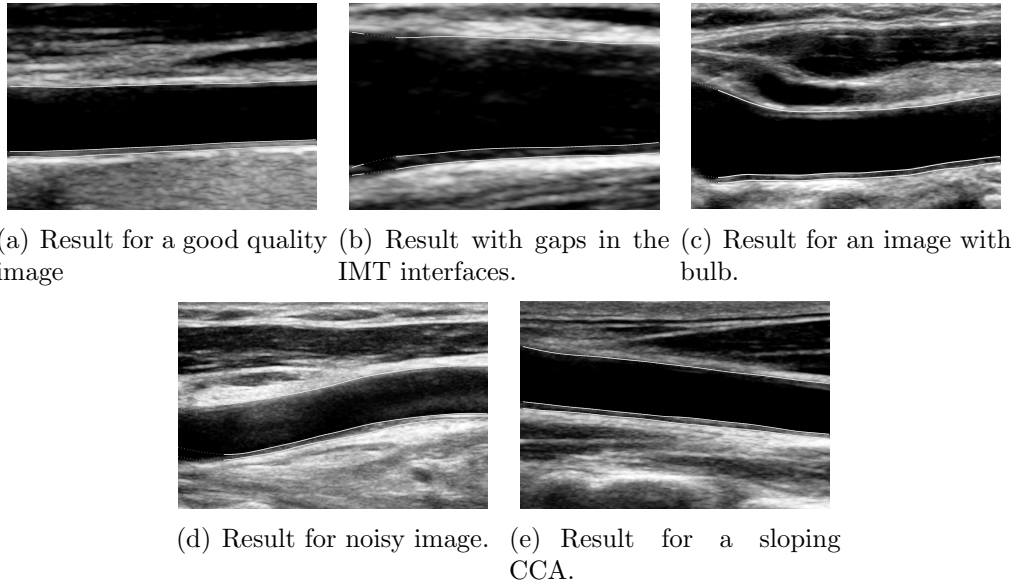 (a) Result for a good quality
image
(b) Result with gaps in the
IMT interfaces.
(c) Result for an image with
bulb.
(d) Result for noisy image.
(e) Result for a sloping
CCA.